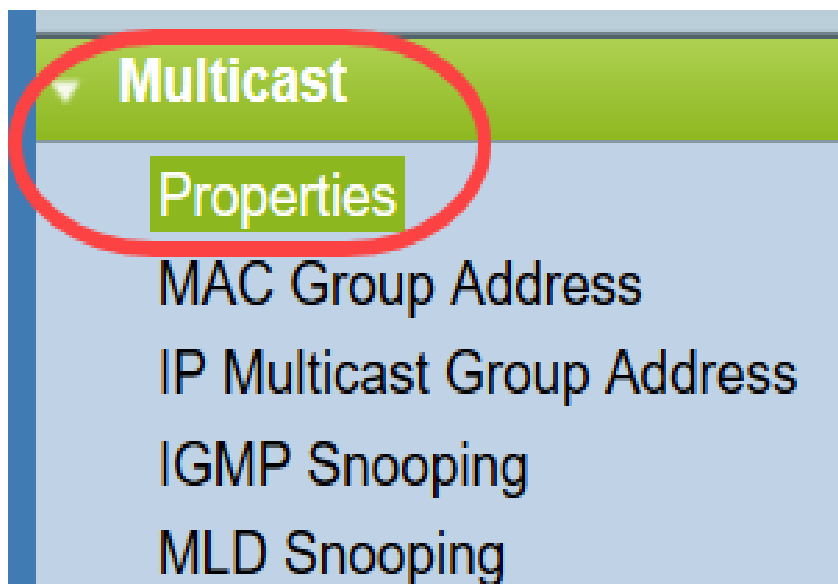 Multicast
Properties
MAC Group Address
IP Multicast Group Address
IGMP Snooping
MLD Snooping